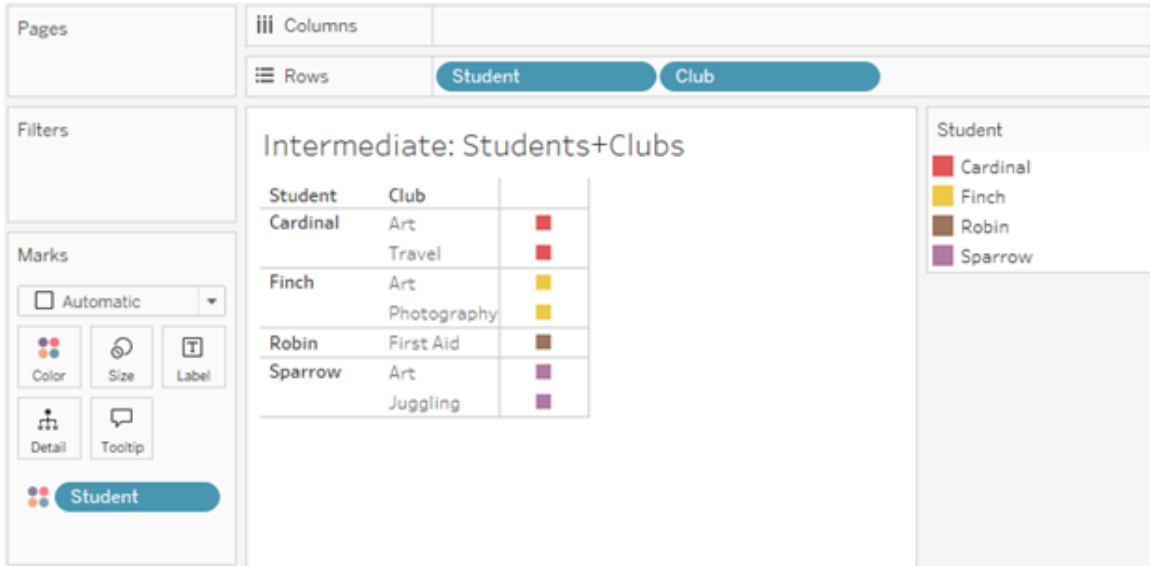 Pages
Columns
Rows
Student
Club
Filters
Marks
Automatic
Color
Size
Label
Detail
Tooltip
Student
Intermediate: Students+Clubs
Student Club
Cardinal Art
Travel
Finch Art
Photography
Robin First Aid
Sparrow Art
Juggling
Student
Cardinal
Finch
Robin
Sparrow